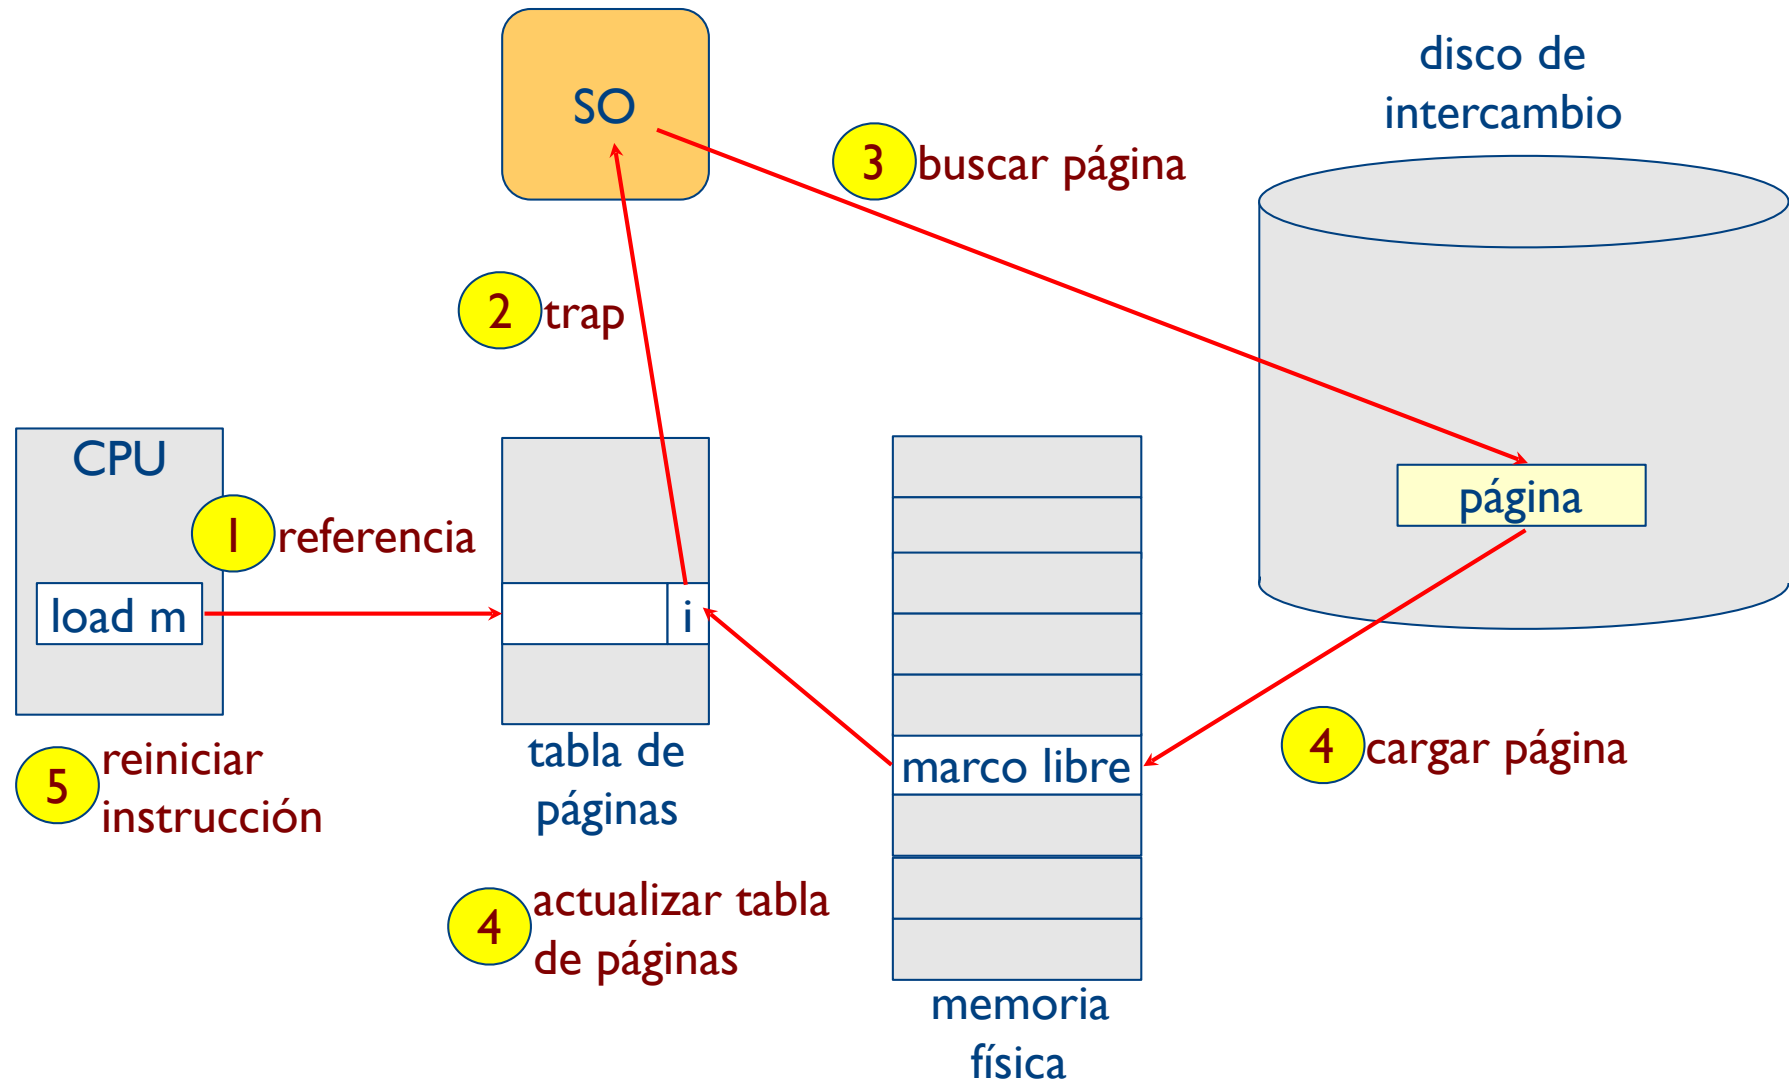 SO
disco de
intercambio
3 buscar página
2 trap
CPU
página
1 referencia
load m
i
tabla de
páginas
marco libre
4 cargar página
5 reiniciar
instrucción
4 actualizar tabla
de páginas
memoria
física